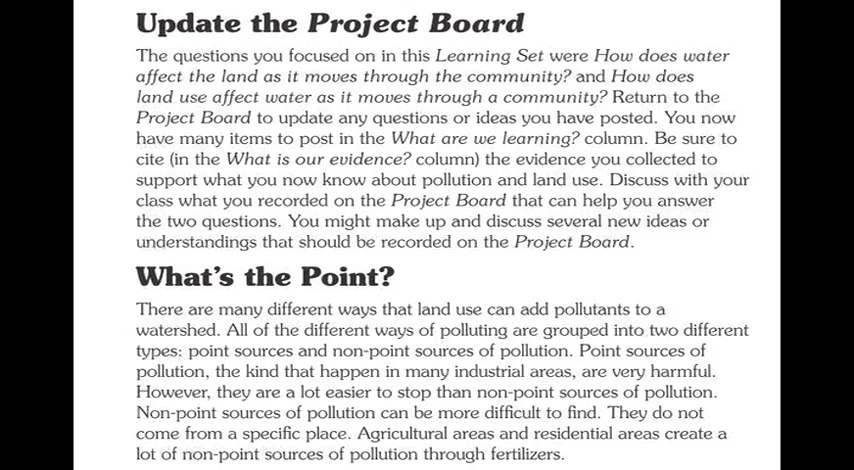 Update the Project Board
The questions you focused on in this Learning Set were How does water
affect the land as it moves through the community? and How does
land use affect water as it moves through a community? Return to the
Project Board to update any questions or ideas you have posted. You now
have many items to post in the What are we learning? column. Be sure to
cite (in the What is our evidence? column) the evidence you collected to
support what you now know about pollution and land use. Discuss with your
class what you recorded on the Project Board that can help you answer
the two questions. You might make up and discuss several new ideas or
understandings that should be recorded on the Project Board.
What's the Point?
There are many different ways that land use can add pollutants to a
watershed. All of the different ways of polluting are grouped into two different
types: point sources and non-point sources of pollution. Point sources of
pollution, the kind that happen in many industrial areas, are very harmful.
However, they are a lot easier to stop than non-point sources of pollution.
Non-point sources of pollution can be more difficult to find. They do not
come from a specific place. Agricultural areas and residential areas create a
lot of non-point sources of pollution through fertilizers.